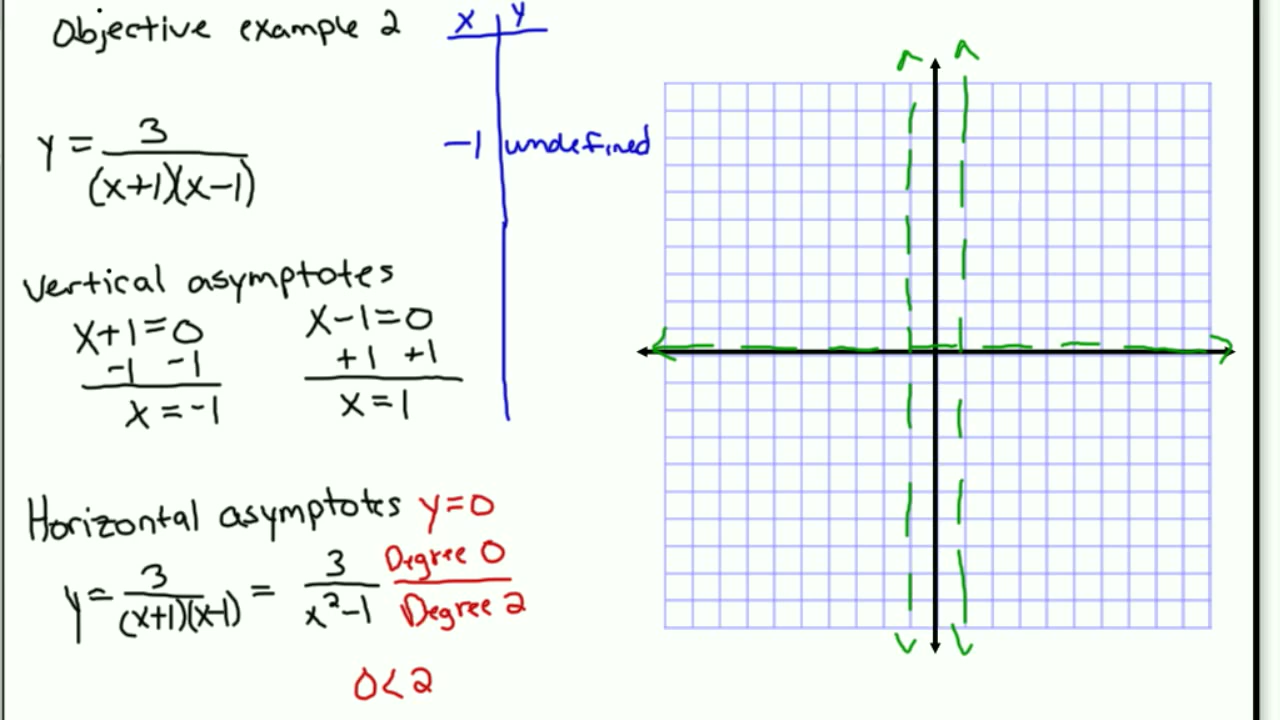 Objective example 2
x y
y = 3/((x+1)(x-1))
-1 undefined
Vertical asymptotes
x+1=0 x-1=0
-1 -1 +1 +1
x=-1 x=1
Horizontal asymptotes y=0
y = 3/((x+1)(x-1)) = 3/(x²-1) Degree 0/Degree 2
0<2